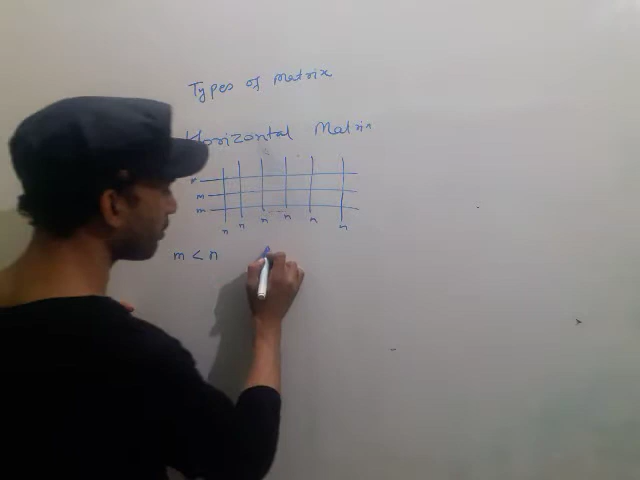 Types of matrix
Horizontal Matrix
m
m
m
n n n n n n
m < n